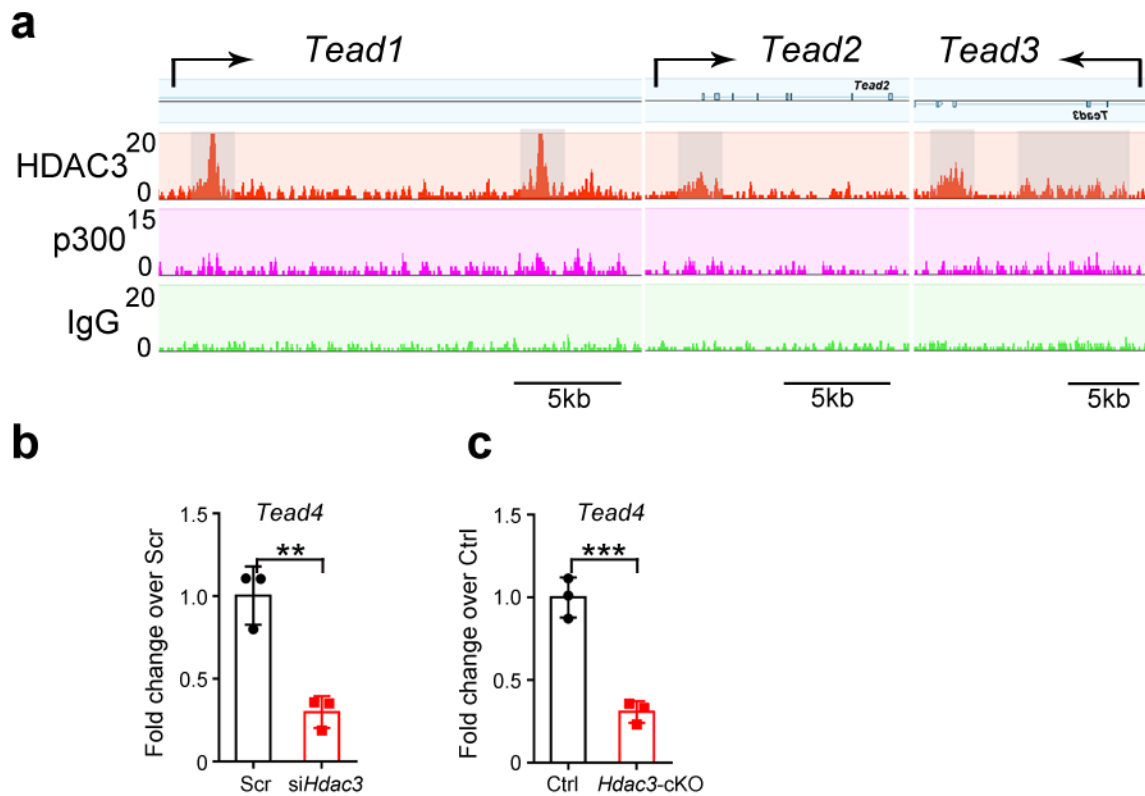 a
Tead1 Tead2 Tead3
Tead2
Tead3
HDAC3 20
0
p300 15
0
IgG 20
0
5kb 5kb 5kb
b
Tead4
**
Fold change over Scr
1.5
1.0
0.5
0
Scr siHdac3
c
Tead4
***
Fold change over Ctrl
1.5
1.0
0.5
0
Ctrl Hdac3-cKO